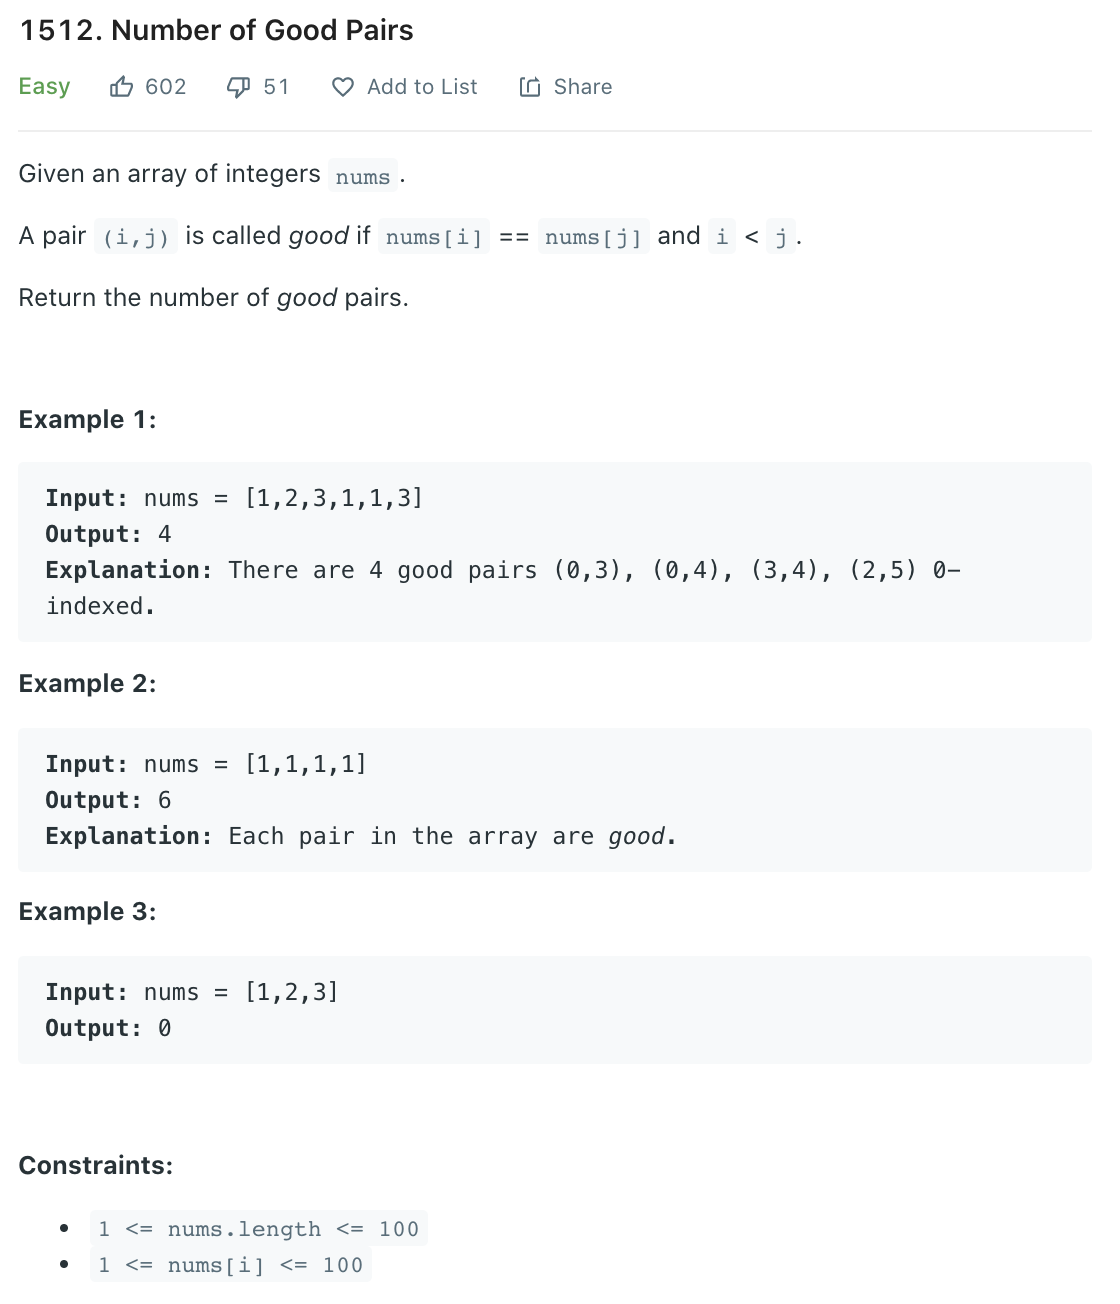 1512. Number of Good Pairs
Easy 602 51 Add to List Share
Given an array of integers nums .
A pair (i,j) is called good if nums[i] == nums[j] and i < j .
Return the number of good pairs.
Example 1:
Input: nums = [1,2,3,1,1,3]
Output: 4
Explanation: There are 4 good pairs (0,3), (0,4), (3,4), (2,5) 0-
indexed.
Example 2:
Input: nums = [1,1,1,1]
Output: 6
Explanation: Each pair in the array are good.
Example 3:
Input: nums = [1,2,3]
Output: 0
Constraints:
• 1 <= nums.length <= 100
• 1 <= nums[i] <= 100